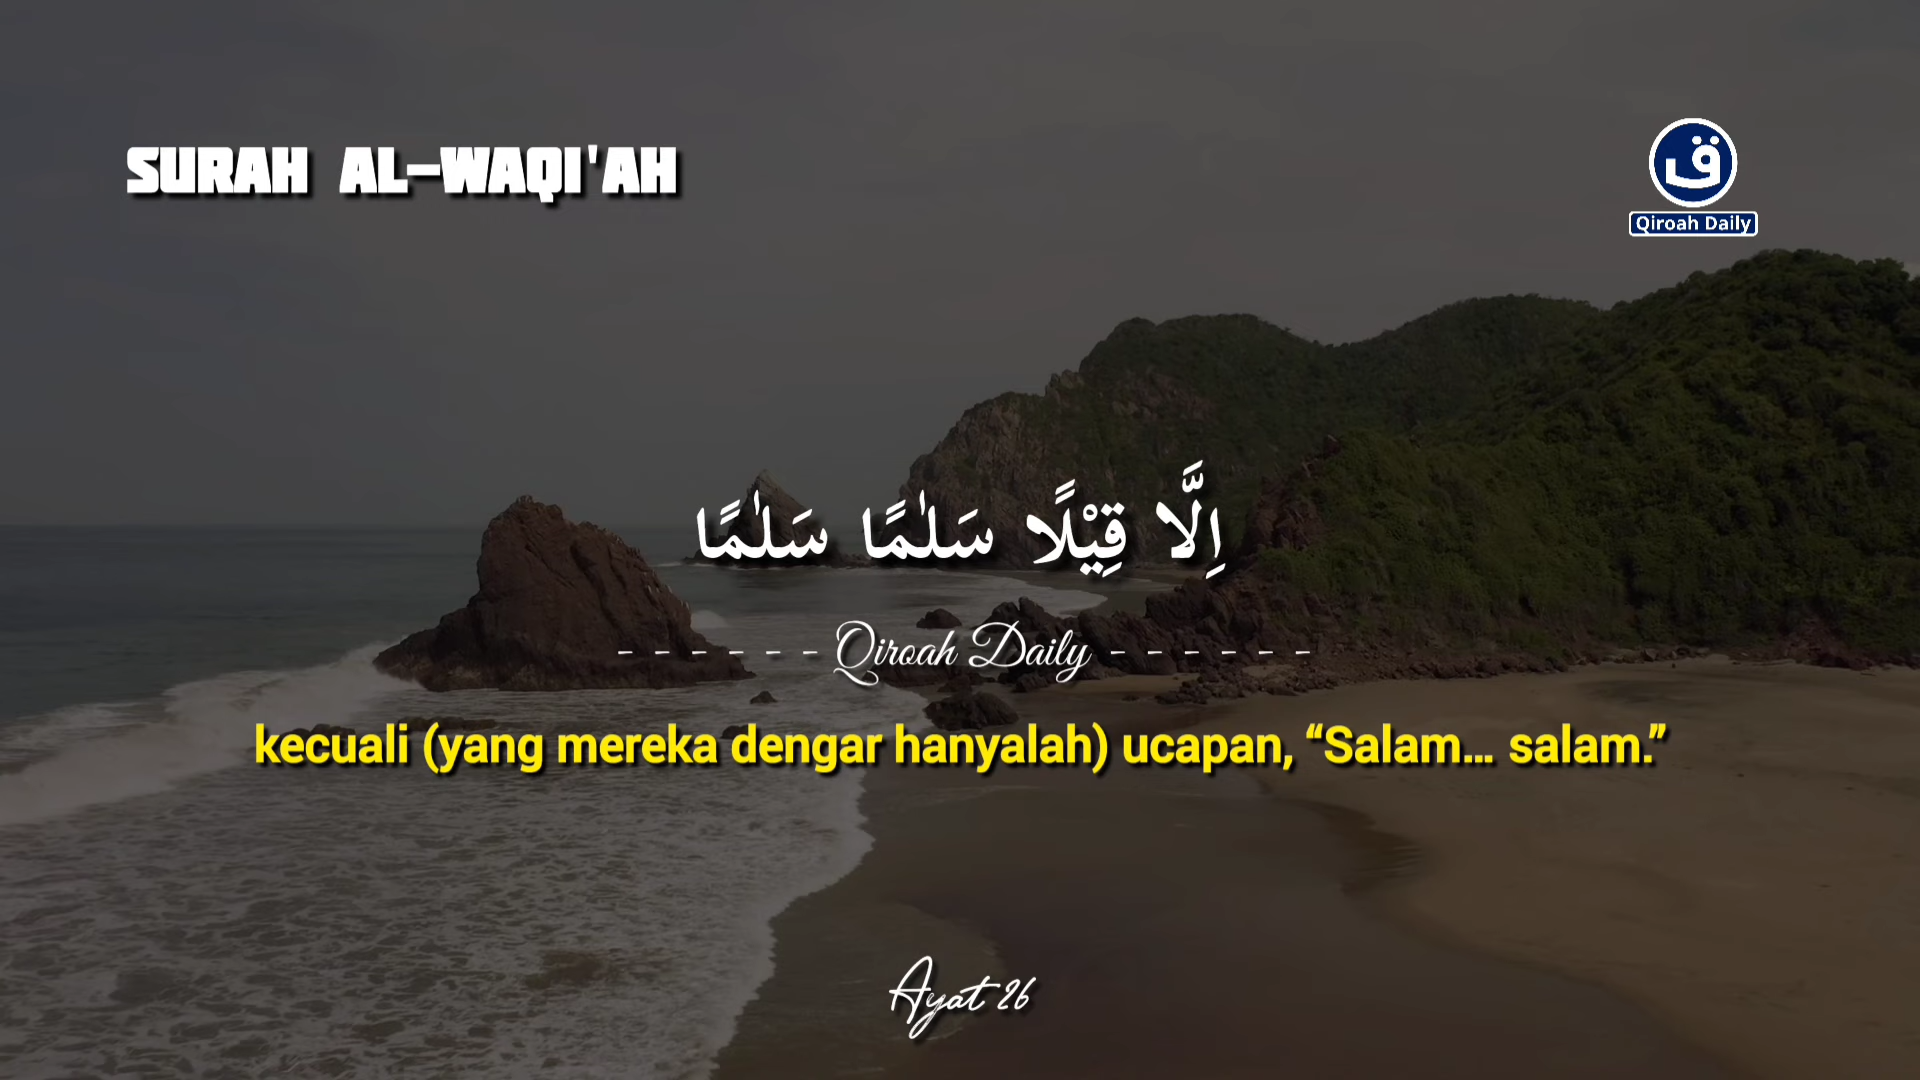 SURAH AL-WAQI'AH
ق
Qiroah Daily
اِلَّا قِيْلًا سَلٰمًا سَلٰمًا
- - - - - - Qiroah Daily - - - - - -
kecuali (yang mereka dengar hanyalah) ucapan, “Salam… salam.”
Ayat 26